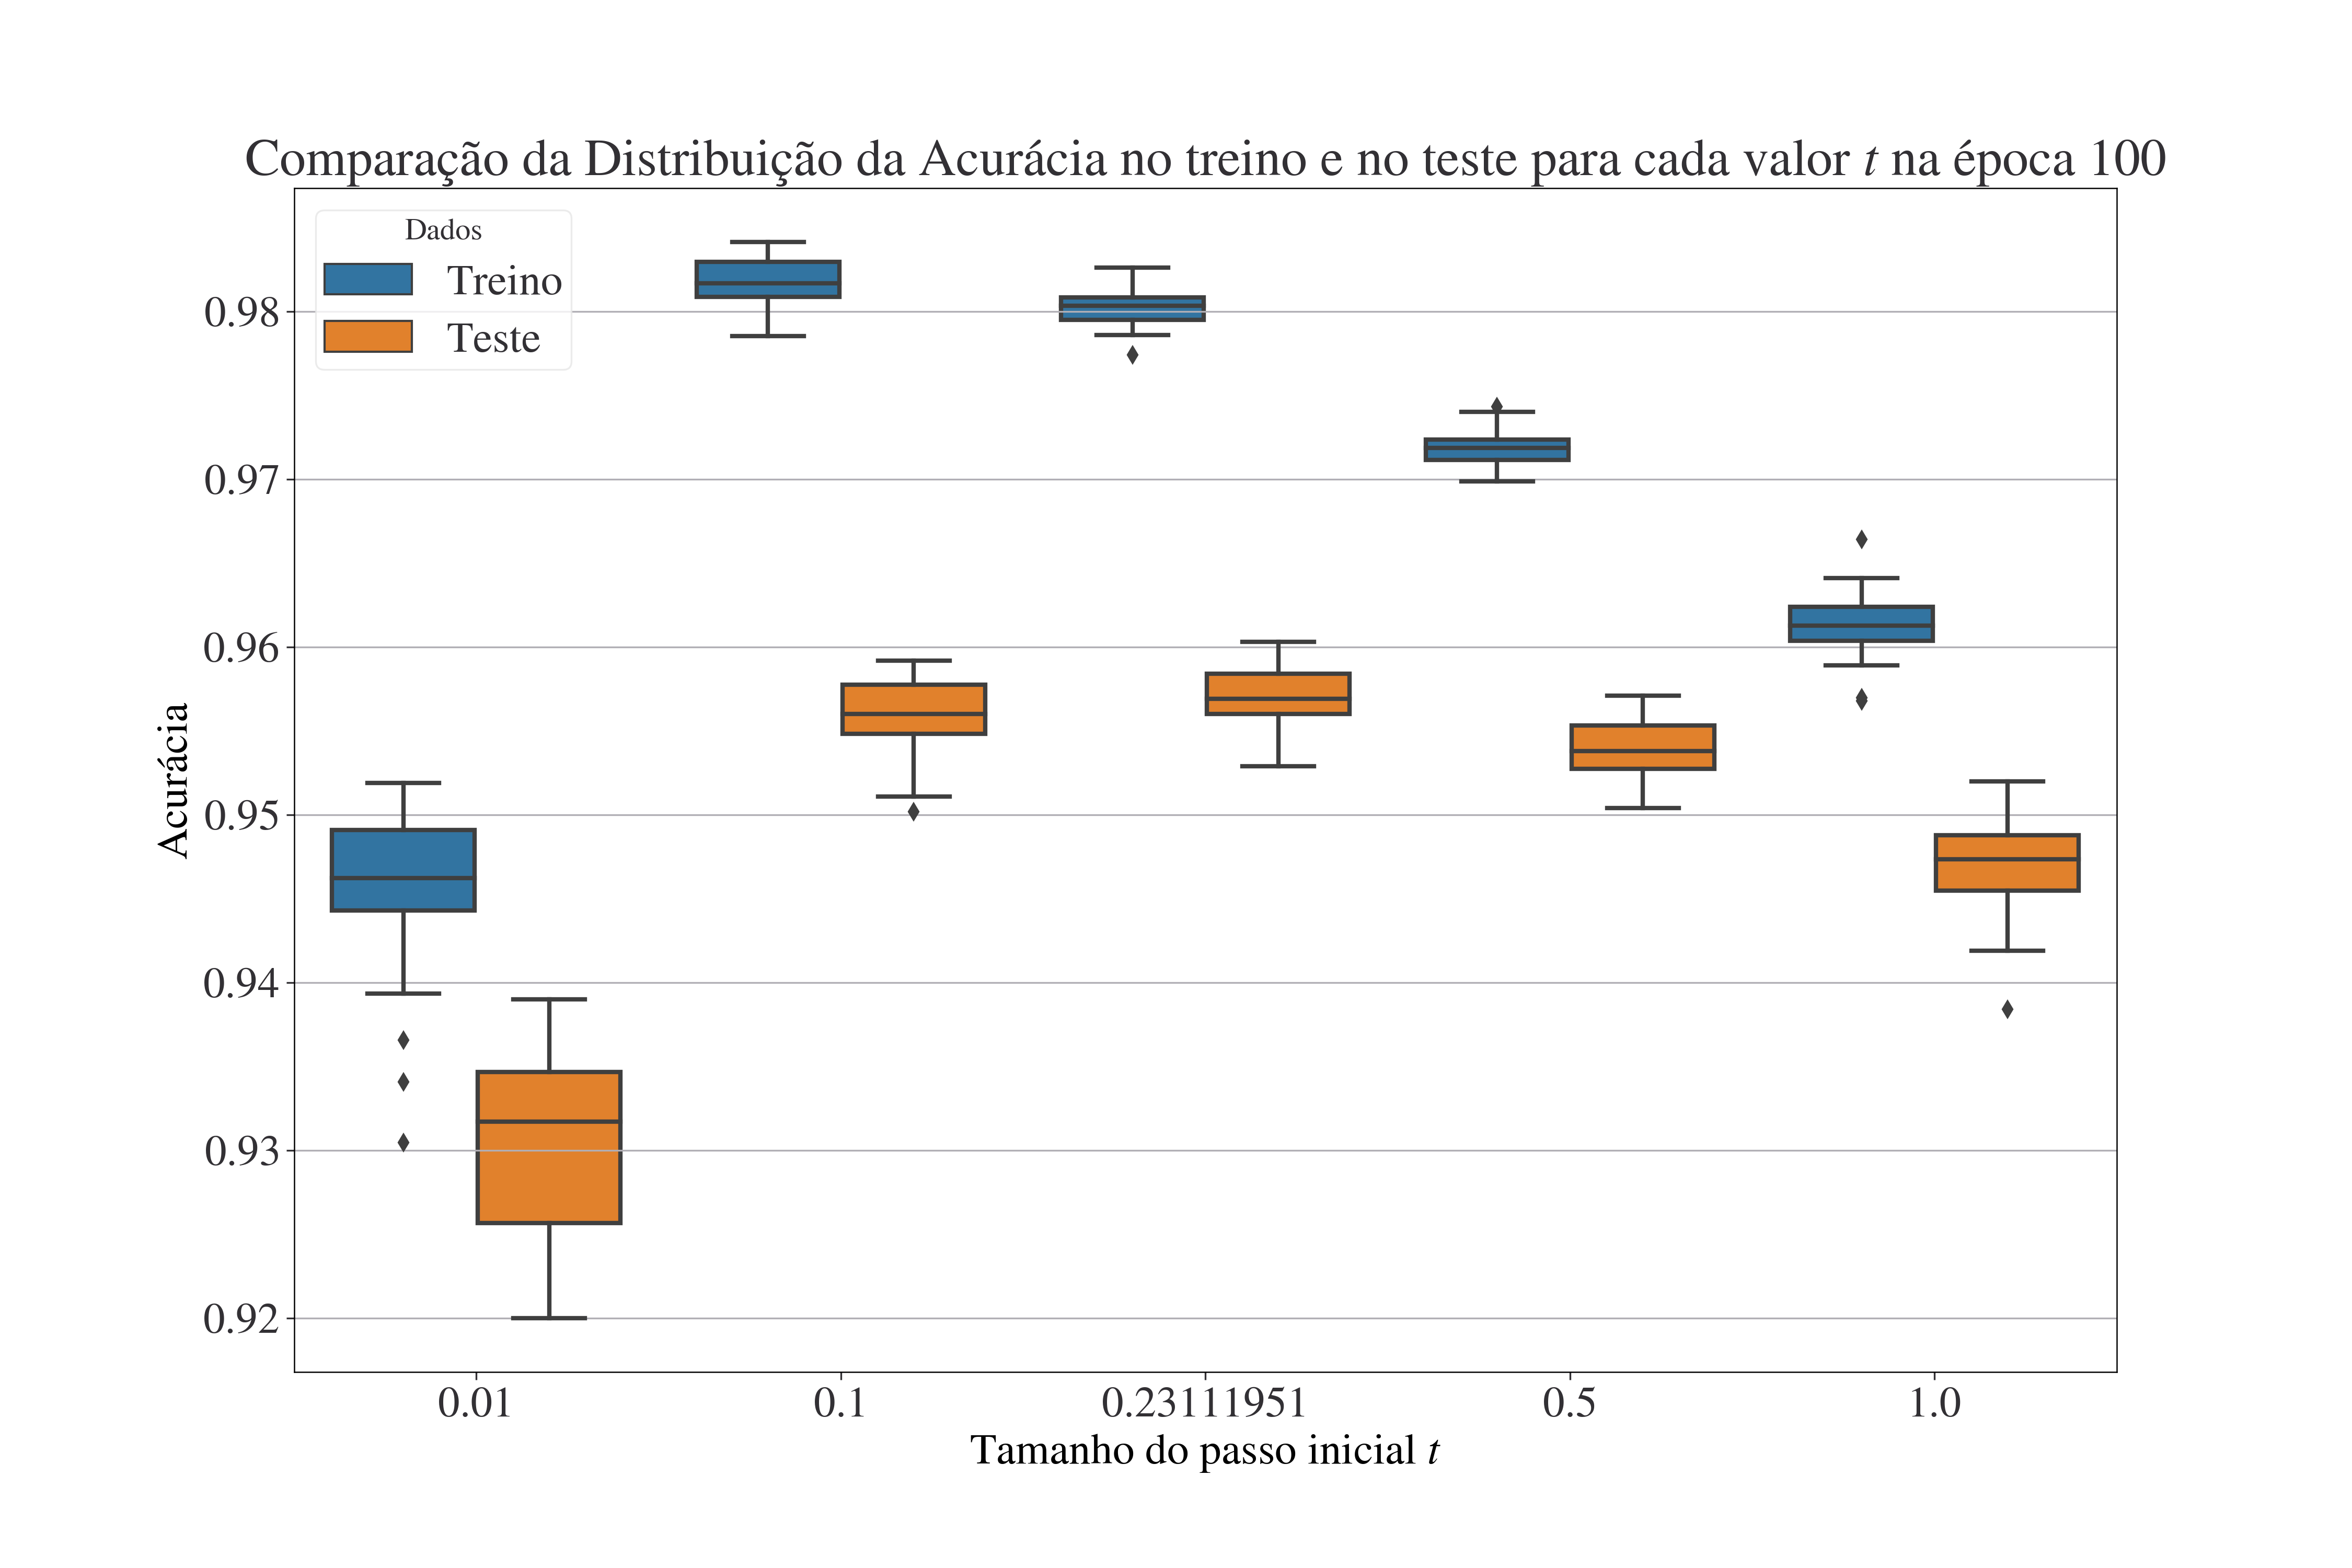 Comparação da Distribuição da Acurácia no treino e no teste para cada valor t na época 100
Dados
Treino
Teste
0.98
0.97
0.96
0.95
0.94
0.93
0.92
Acurácia
0.01
0.1
0.23111951
0.5
1.0
Tamanho do passo inicial t